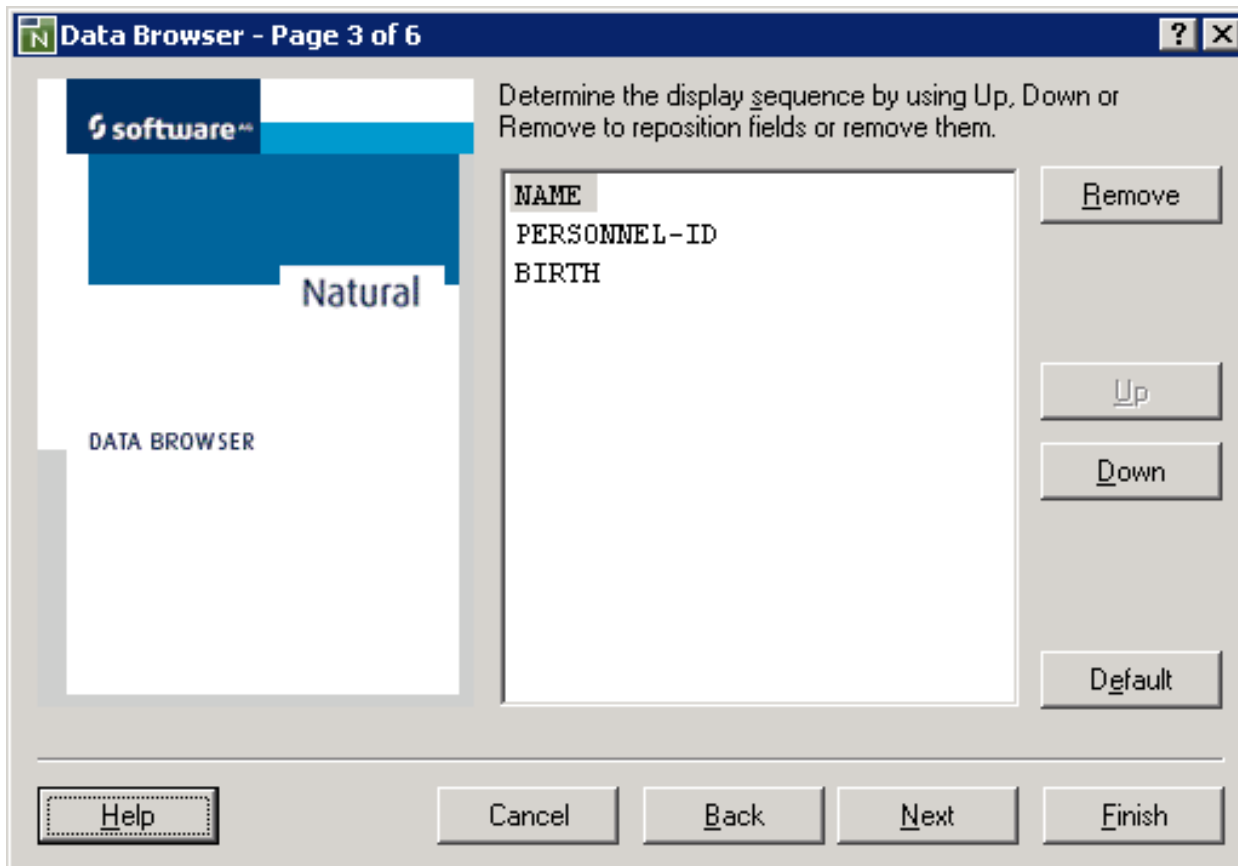 N Data Browser - Page 3 of 6 ? X
software AG
Natural
DATA BROWSER
Determine the display sequence by using Up, Down or
Remove to reposition fields or remove them.
NAME
PERSONNEL-ID
BIRTH
Remove
Up
Down
Default
Help Cancel Back Next Finish